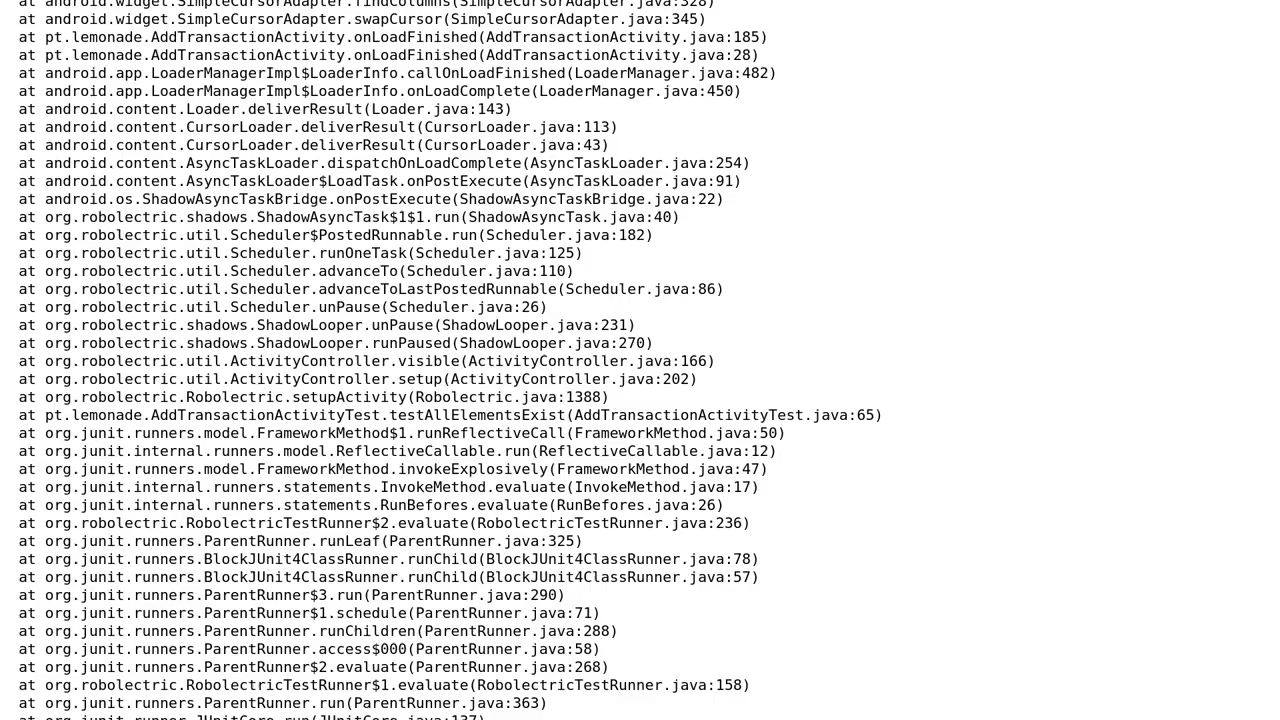 at android.widget.SimpleCursorAdapter.findColumns(SimpleCursorAdapter.java:328)
at android.widget.SimpleCursorAdapter.swapCursor(SimpleCursorAdapter.java:345)
at pt.lemonade.AddTransactionActivity.onLoadFinished(AddTransactionActivity.java:185)
at pt.lemonade.AddTransactionActivity.onLoadFinished(AddTransactionActivity.java:28)
at android.app.LoaderManagerImpl$LoaderInfo.callOnLoadFinished(LoaderManager.java:482)
at android.app.LoaderManagerImpl$LoaderInfo.onLoadComplete(LoaderManager.java:450)
at android.content.Loader.deliverResult(Loader.java:143)
at android.content.CursorLoader.deliverResult(CursorLoader.java:113)
at android.content.CursorLoader.deliverResult(CursorLoader.java:43)
at android.content.AsyncTaskLoader.dispatchOnLoadComplete(AsyncTaskLoader.java:254)
at android.content.AsyncTaskLoader$LoadTask.onPostExecute(AsyncTaskLoader.java:91)
at android.os.ShadowAsyncTaskBridge.onPostExecute(ShadowAsyncTaskBridge.java:22)
at org.robolectric.shadows.ShadowAsyncTask$1$1.run(ShadowAsyncTask.java:40)
at org.robolectric.util.Scheduler$PostedRunnable.run(Scheduler.java:182)
at org.robolectric.util.Scheduler.runOneTask(Scheduler.java:125)
at org.robolectric.util.Scheduler.advanceTo(Scheduler.java:110)
at org.robolectric.util.Scheduler.advanceToLastPostedRunnable(Scheduler.java:86)
at org.robolectric.util.Scheduler.unPause(Scheduler.java:26)
at org.robolectric.shadows.ShadowLooper.unPause(ShadowLooper.java:231)
at org.robolectric.shadows.ShadowLooper.runPaused(ShadowLooper.java:270)
at org.robolectric.util.ActivityController.visible(ActivityController.java:166)
at org.robolectric.util.ActivityController.setup(ActivityController.java:202)
at org.robolectric.Robolectric.setupActivity(Robolectric.java:1388)
at pt.lemonade.AddTransactionActivityTest.testAllElementsExist(AddTransactionActivityTest.java:65)
at org.junit.runners.model.FrameworkMethod$1.runReflectiveCall(FrameworkMethod.java:50)
at org.junit.internal.runners.model.ReflectiveCallable.run(ReflectiveCallable.java:12)
at org.junit.runners.model.FrameworkMethod.invokeExplosively(FrameworkMethod.java:47)
at org.junit.internal.runners.statements.InvokeMethod.evaluate(InvokeMethod.java:17)
at org.junit.internal.runners.statements.RunBefores.evaluate(RunBefores.java:26)
at org.robolectric.RobolectricTestRunner$2.evaluate(RobolectricTestRunner.java:236)
at org.junit.runners.ParentRunner.runLeaf(ParentRunner.java:325)
at org.junit.runners.BlockJUnit4ClassRunner.runChild(BlockJUnit4ClassRunner.java:78)
at org.junit.runners.BlockJUnit4ClassRunner.runChild(BlockJUnit4ClassRunner.java:57)
at org.junit.runners.ParentRunner$3.run(ParentRunner.java:290)
at org.junit.runners.ParentRunner$1.schedule(ParentRunner.java:71)
at org.junit.runners.ParentRunner.runChildren(ParentRunner.java:288)
at org.junit.runners.ParentRunner.access$000(ParentRunner.java:58)
at org.junit.runners.ParentRunner$2.evaluate(ParentRunner.java:268)
at org.robolectric.RobolectricTestRunner$1.evaluate(RobolectricTestRunner.java:158)
at org.junit.runners.ParentRunner.run(ParentRunner.java:363)
at org.junit.runner.JUnitCore.run(JUnitCore.java:137)